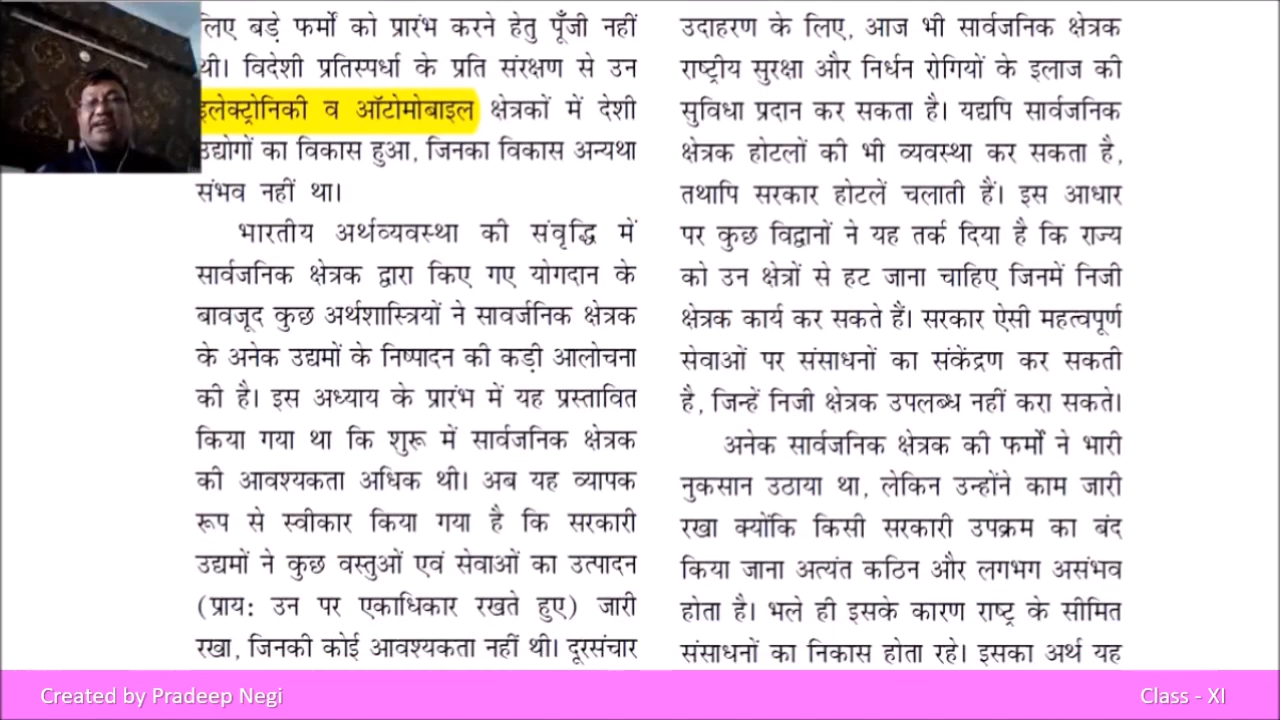 लिए बड़े फर्मों को प्रारंभ करने हेतु पूँजी नहीं
थी। विदेशी प्रतिस्पर्धा के प्रति संरक्षण से उन
इलेक्ट्रोनिकी व ऑटोमोबाइल क्षेत्रकों में देशी
उद्योगों का विकास हुआ, जिनका विकास अन्यथा
संभव नहीं था।
भारतीय अर्थव्यवस्था की संवृद्धि में
सार्वजनिक क्षेत्रक द्वारा किए गए योगदान के
बावजूद कुछ अर्थशास्त्रियों ने सावर्जनिक क्षेत्रक
के अनेक उद्यमों के निष्पादन की कड़ी आलोचना
की है। इस अध्याय के प्रारंभ में यह प्रस्तावित
किया गया था कि शुरू में सार्वजनिक क्षेत्रक
की आवश्यकता अधिक थी। अब यह व्यापक
रूप से स्वीकार किया गया है कि सरकारी
उद्यमों ने कुछ वस्तुओं एवं सेवाओं का उत्पादन
(प्राय: उन पर एकाधिकार रखते हुए) जारी
रखा, जिनकी कोई आवश्यकता नहीं थी। दूरसंचार
उदाहरण के लिए, आज भी सार्वजनिक क्षेत्रक
राष्ट्रीय सुरक्षा और निर्धन रोगियों के इलाज की
सुविधा प्रदान कर सकता है। यद्यपि सार्वजनिक
क्षेत्रक होटलों की भी व्यवस्था कर सकता है,
तथापि सरकार होटलें चलाती हैं। इस आधार
पर कुछ विद्वानों ने यह तर्क दिया है कि राज्य
को उन क्षेत्रों से हट जाना चाहिए जिनमें निजी
क्षेत्रक कार्य कर सकते हैं। सरकार ऐसी महत्वपूर्ण
सेवाओं पर संसाधनों का संकेंद्रण कर सकती
है, जिन्हें निजी क्षेत्रक उपलब्ध नहीं करा सकते।
अनेक सार्वजनिक क्षेत्रक की फर्मों ने भारी
नुकसान उठाया था, लेकिन उन्होंने काम जारी
रखा क्योंकि किसी सरकारी उपक्रम का बंद
किया जाना अत्यंत कठिन और लगभग असंभव
होता है। भले ही इसके कारण राष्ट्र के सीमित
संसाधनों का निकास होता रहे। इसका अर्थ यह
Created by Pradeep Negi
Class - XI